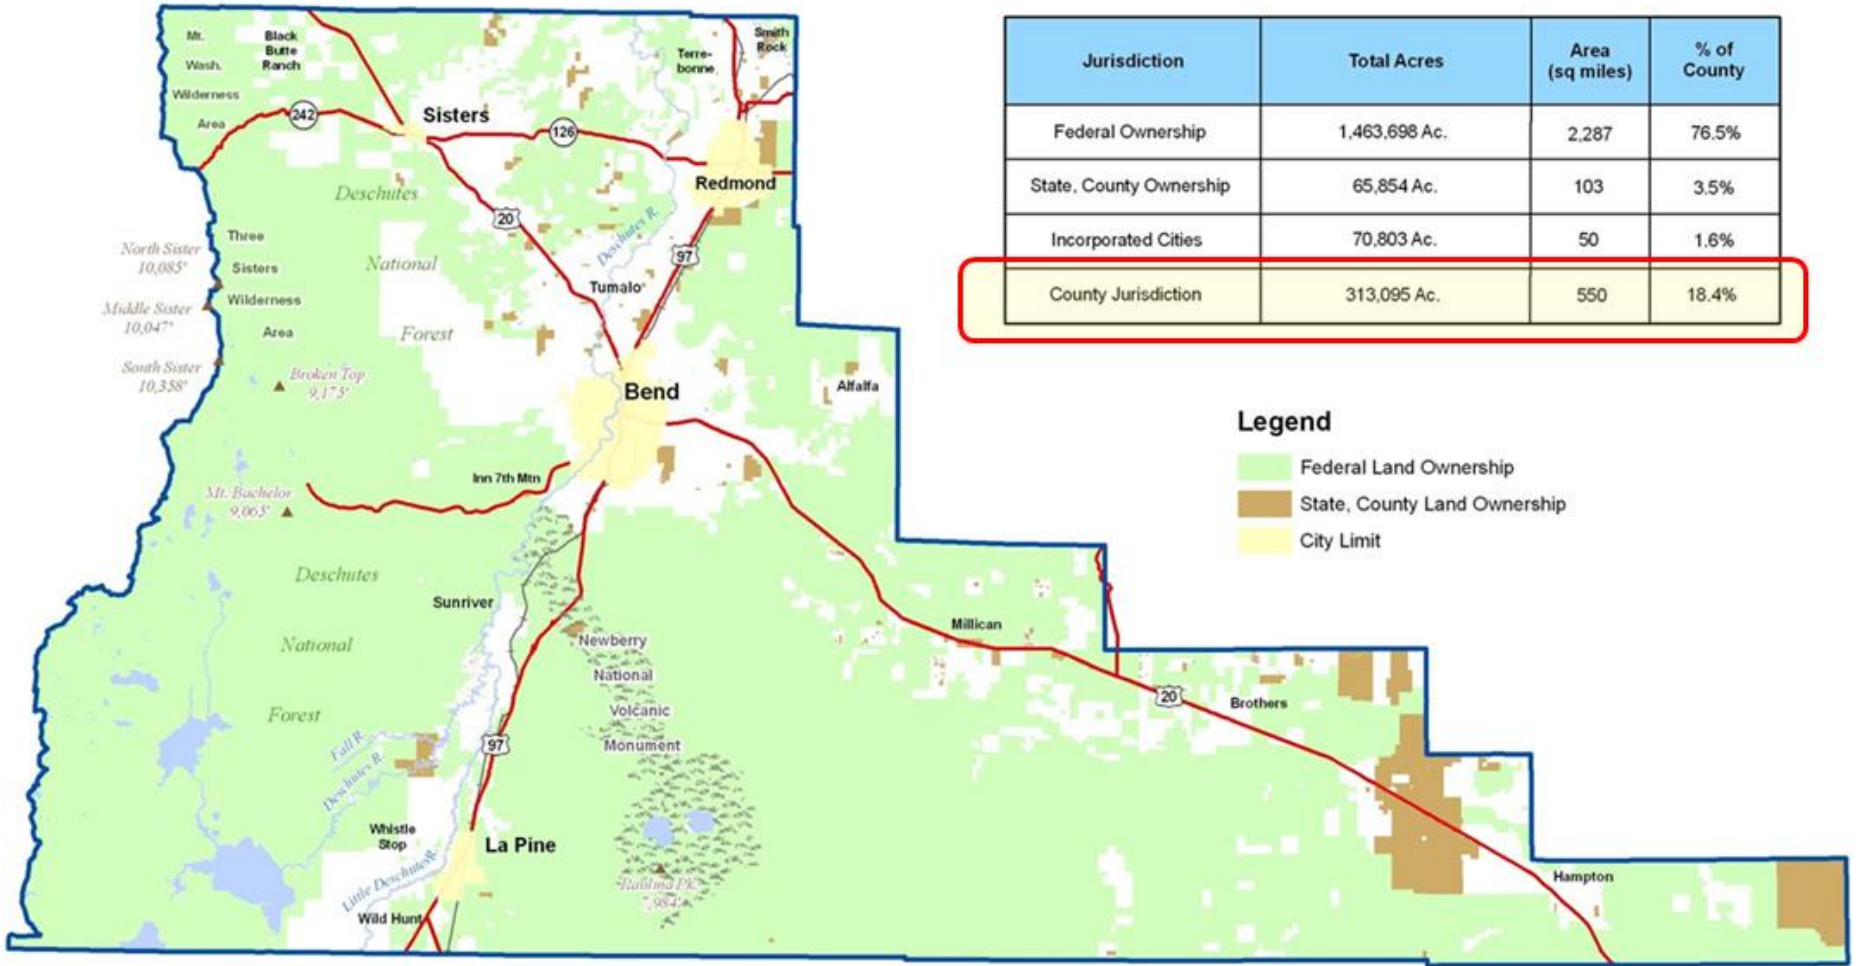 Mt.
Wash.
Wilderness
Area
Black
Butte
Ranch
242
Sisters
126
Terre-
bonne
Smith
Rock
Redmond
Deschutes
National
Forest
20
Deschutes R.
97
Tumalo
North Sister
10,085'
Middle Sister
10,047'
South Sister
10,358'
Three
Sisters
Wilderness
Area
Broken Top
9,175'
Bend
Alfalfa
Inn 7th Mtn
Mt. Bachelor
9,065'
Deschutes
National
Forest
Sunriver
Newberry
National
Volcanic
Monument
Millican
20
Brothers
Fall R.
Deschutes R.
97
Whistle
Stop
La Pine
Little Deschutes R.
Wild Hunt
Paulina Pk.
7,984'
Hampton
Jurisdiction Total Acres Area (sq miles) % of County
Federal Ownership 1,463,698 Ac. 2,287 76.5%
State, County Ownership 65,854 Ac. 103 3.5%
Incorporated Cities 70,803 Ac. 50 1.6%
County Jurisdiction 313,095 Ac. 550 18.4%
Legend
Federal Land Ownership
State, County Land Ownership
City Limit